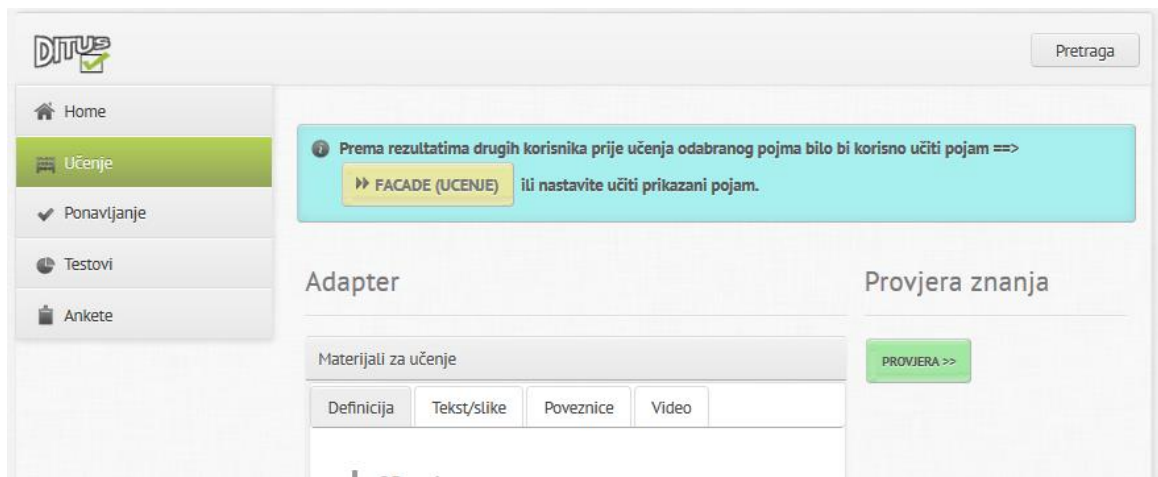 DITUS
Pretraga
Home
Učenje
Ponavljanje
Testovi
Ankete
Prema rezultatima drugih korisnika prije učenja odabranog pojma bilo bi korisno učiti pojam ==>
FACADE (UCENJE) ili nastavite učiti prikazani pojam.
Adapter
Provjera znanja
Materijali za učenje
PROVJERA >>
Definicija Tekst/slike Poveznice Video